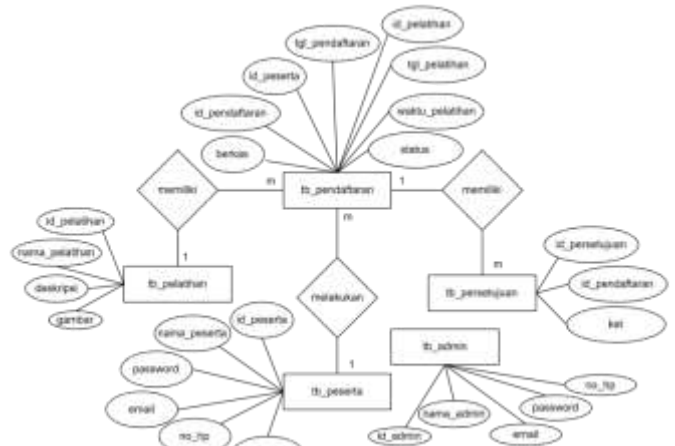 id_pelatihan
tgl_pendaftaran
tgl_pelatihan
id_peserta
waktu_pelatihan
id_pendaftaran
status
berkas
memiliki
m
tb_pendaftaran
1
memiliki
id_pelatihan
m
nama_pelatihan
1
id_persetujuan
m
deskripsi
tb_pelatihan
melakukan
tb_persetujuan
id_pendaftaran
gambar
id_peserta
ket
nama_peserta
tb_admin
password
1
tb_peserta
no_hp
email
nama_admin
password
no_hp
id_admin
email